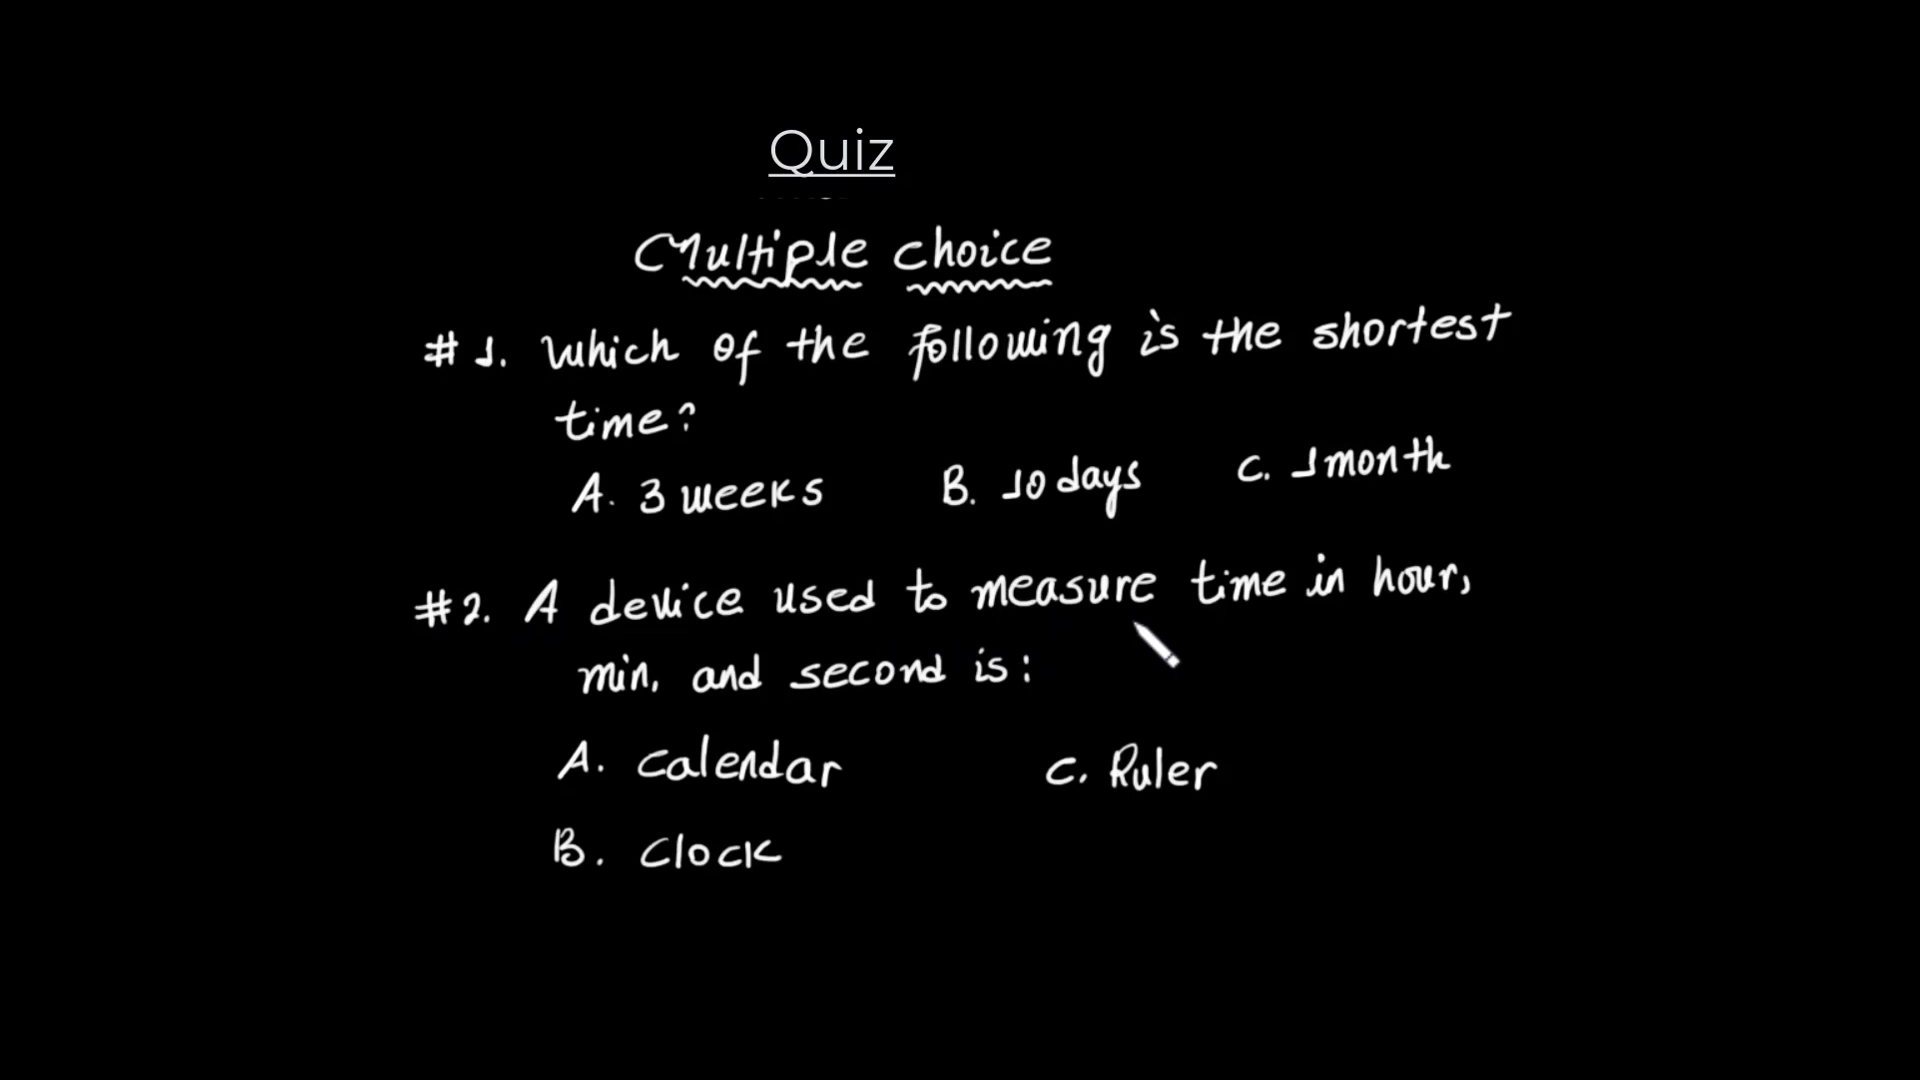 Quiz
Multiple choice
#1. Which of the following is the shortest
time?
A. 3 weeks B. 10 days C. 1 month
#2. A device used to measure time in hour,
min, and second is:
A. Calendar C. Ruler
B. Clock